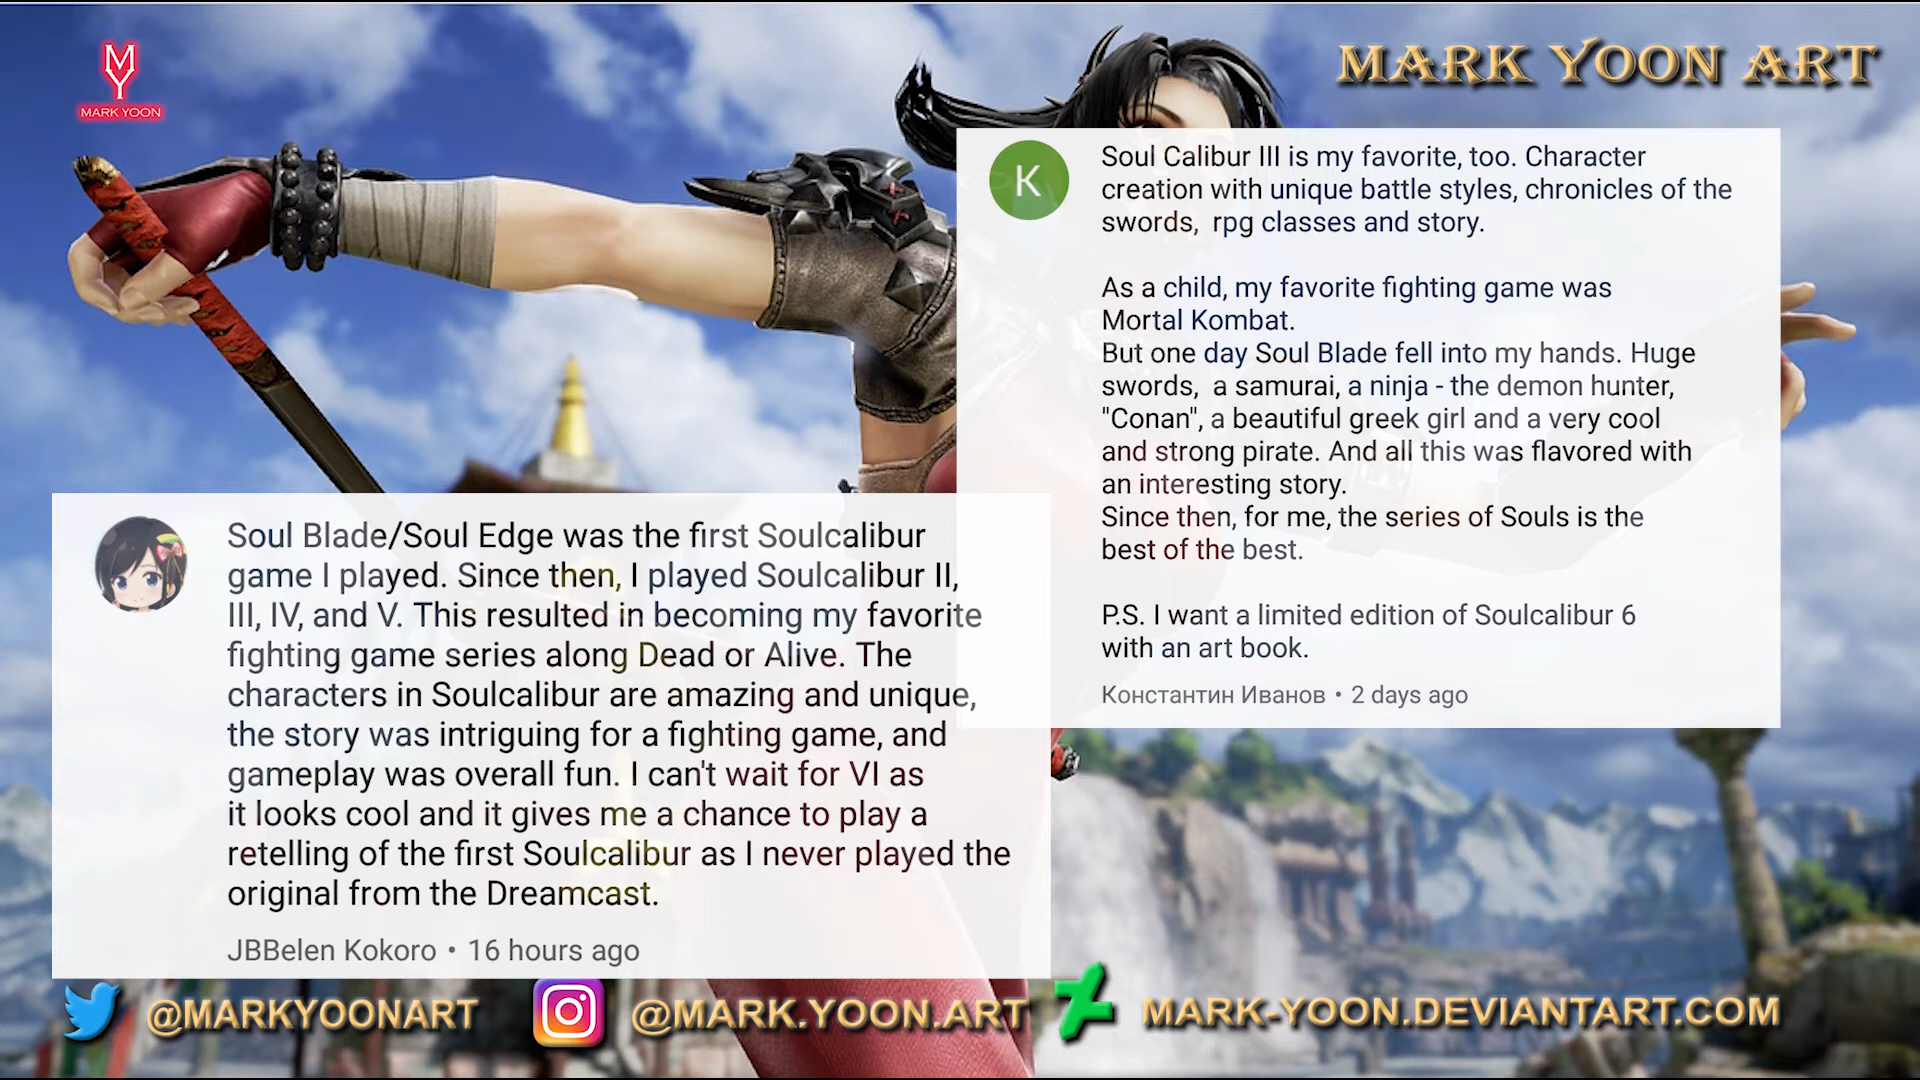 MY
MARK YOON
MARK YOON ART
K
Soul Calibur III is my favorite, too. Character
creation with unique battle styles, chronicles of the
swords,  rpg classes and story.
As a child, my favorite fighting game was
Mortal Kombat.
But one day Soul Blade fell into my hands. Huge
swords,  a samurai, a ninja - the demon hunter,
"Conan", a beautiful greek girl and a very cool
and strong pirate. And all this was flavored with
an interesting story.
Since then, for me, the series of Souls is the
best of the best.
P.S. I want a limited edition of Soulcalibur 6
with an art book.
Константин Иванов • 2 days ago
Soul Blade/Soul Edge was the first Soulcalibur
game I played. Since then, I played Soulcalibur II,
III, IV, and V. This resulted in becoming my favorite
fighting game series along Dead or Alive. The
characters in Soulcalibur are amazing and unique,
the story was intriguing for a fighting game, and
gameplay was overall fun. I can't wait for VI as
it looks cool and it gives me a chance to play a
retelling of the first Soulcalibur as I never played the
original from the Dreamcast.
JBBelen Kokoro • 16 hours ago
@MARKYOONART
@MARK.YOON.ART
MARK-YOON.DEVIANTART.COM